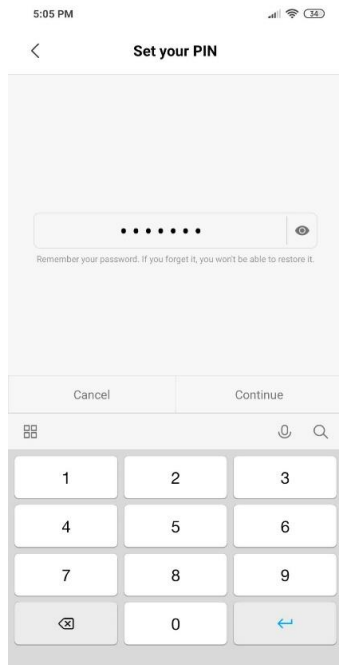 5:05 PM 34
Set your PIN
•••••••
Remember your password. If you forget it, you won't be able to restore it.
Cancel Continue
1 2 3
4 5 6
7 8 9
0